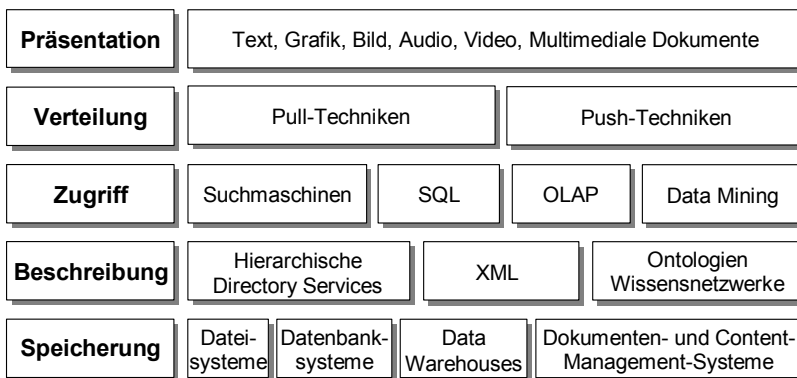 Präsentation
Text, Grafik, Bild, Audio, Video, Multimediale Dokumente
Verteilung
Pull-Techniken
Push-Techniken
Zugriff
Suchmaschinen
SQL
OLAP
Data Mining
Beschreibung
Hierarchische
Directory Services
XML
Ontologien
Wissensnetzwerke
Speicherung
Datei-
systeme
Datenbank-
systeme
Data
Warehouses
Dokumenten- und Content-
Management-Systeme